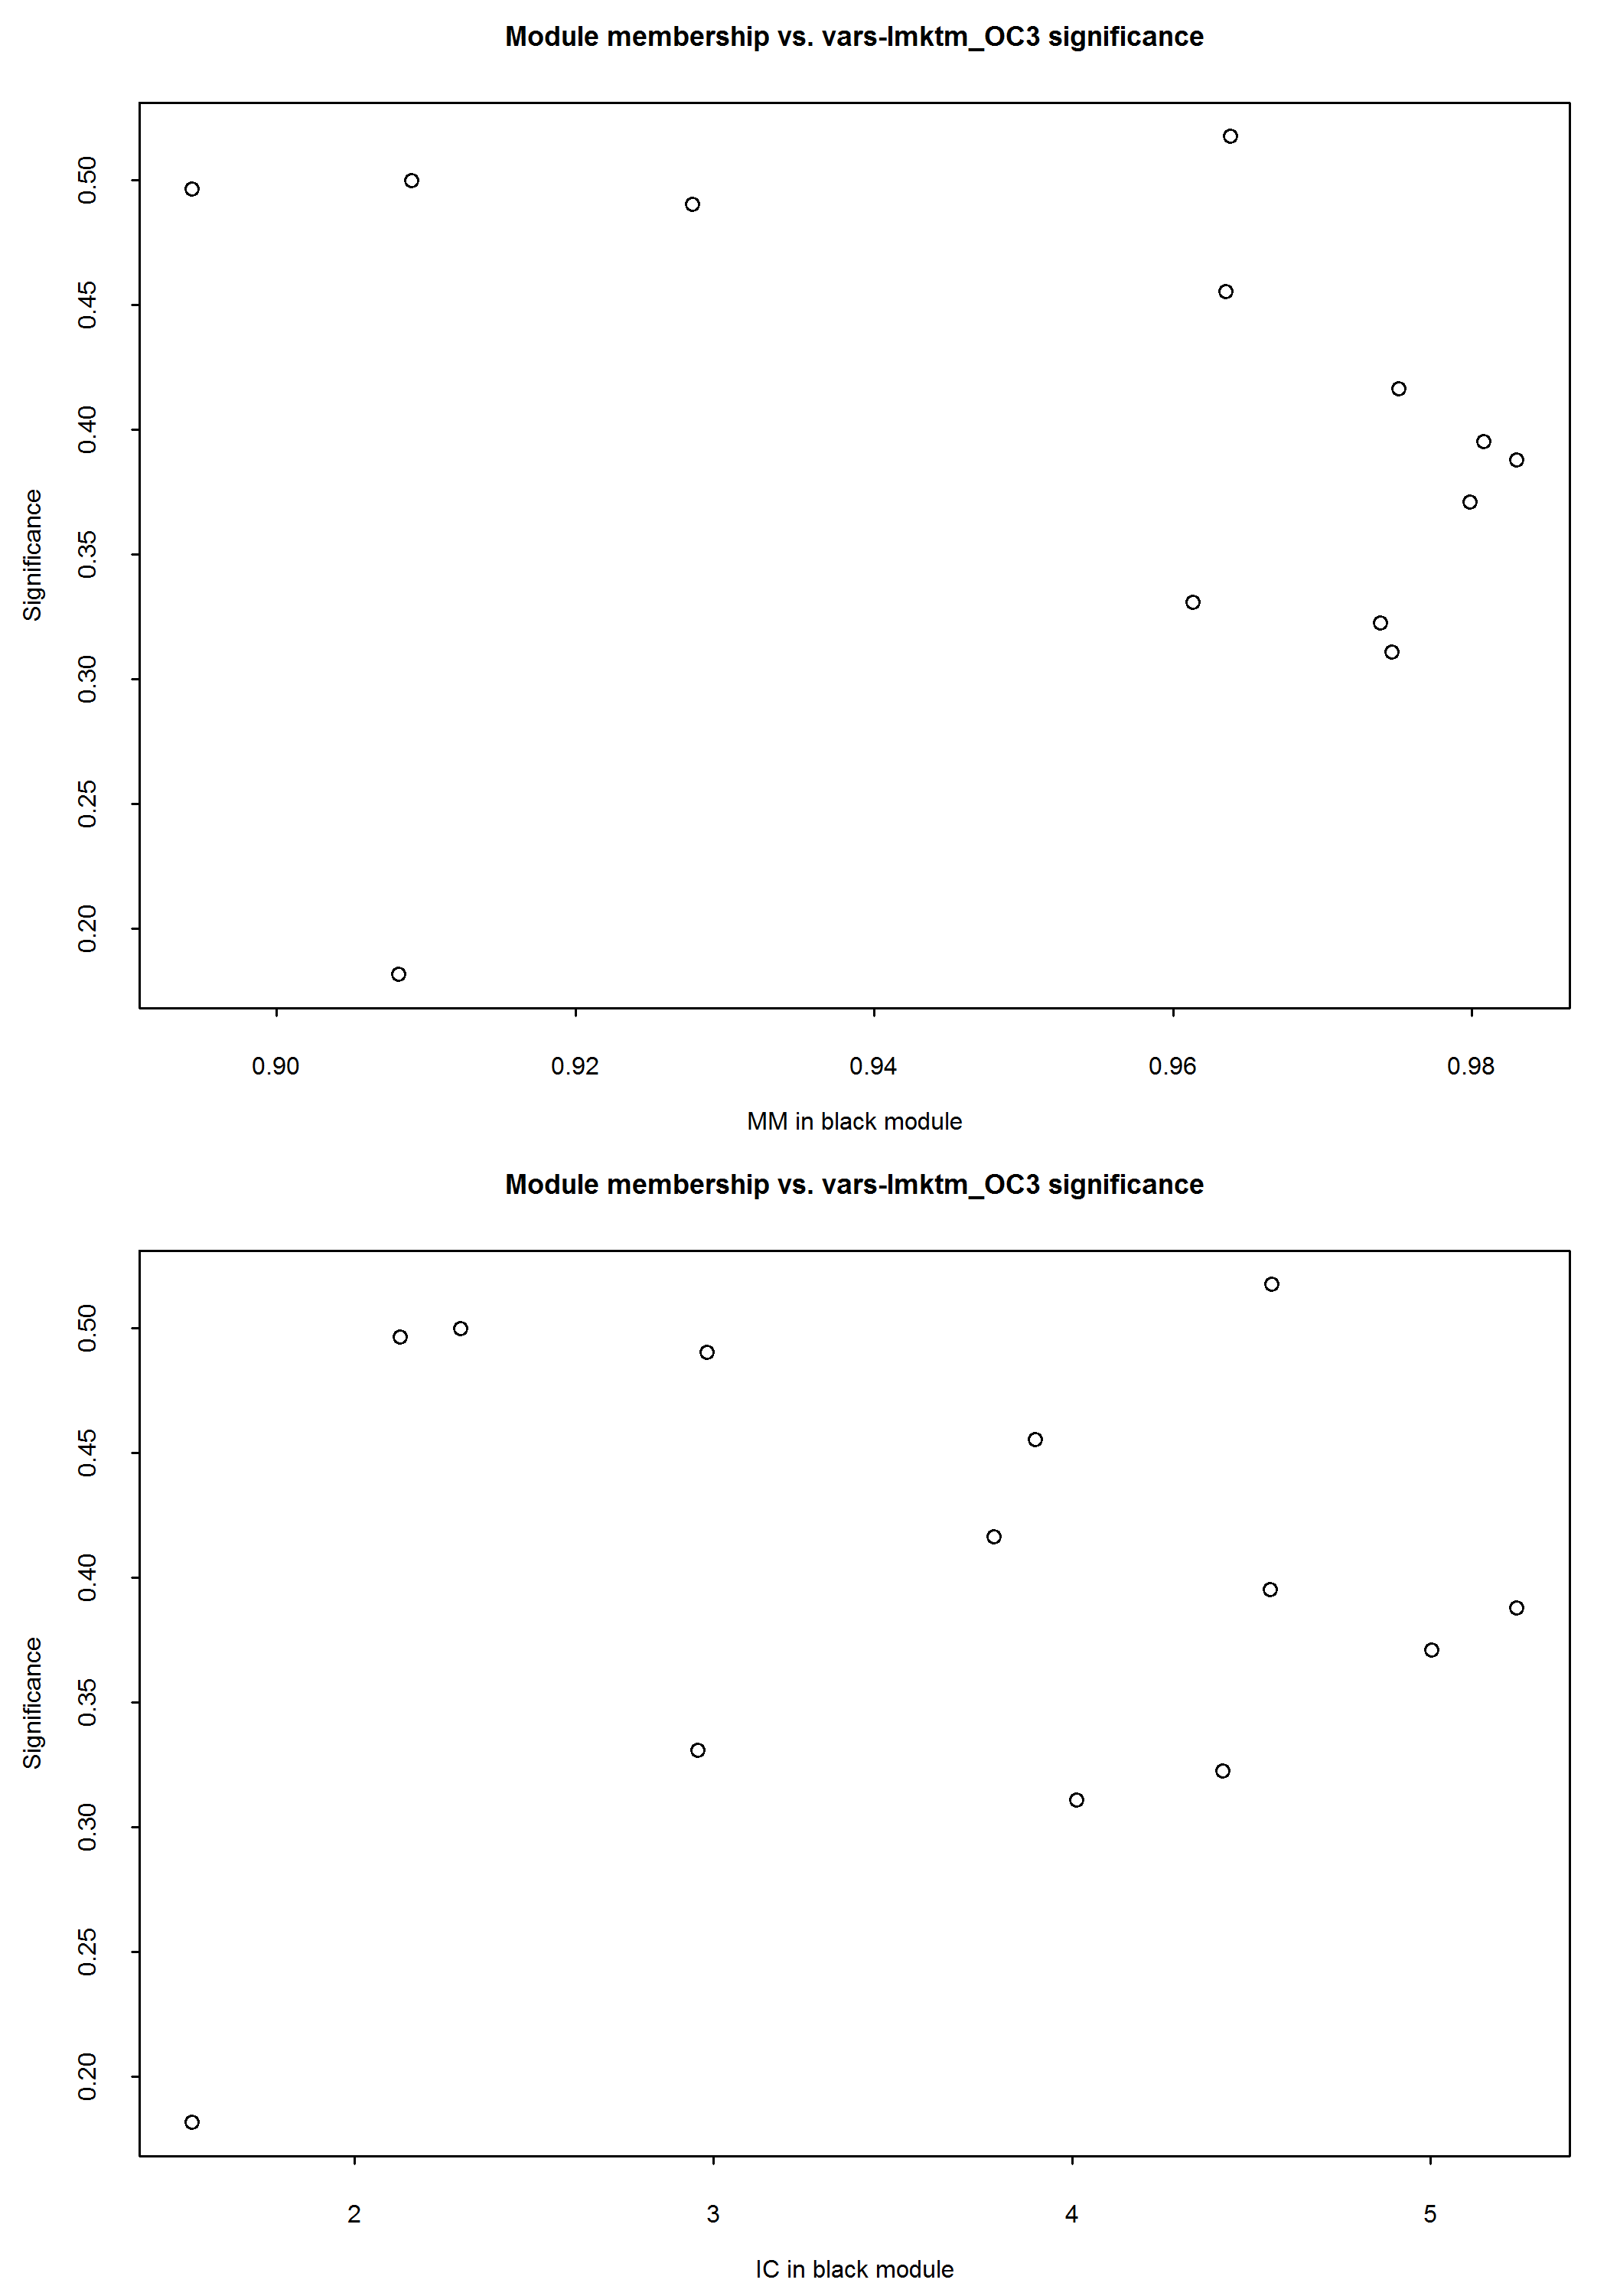 Module membership vs. vars-lmktm_OC3 significance
0.50
0.45
0.40
0.35
0.30
0.25
0.20
Significance
0.90 0.92 0.94 0.96 0.98
MM in black module
Module membership vs. vars-lmktm_OC3 significance
0.50
0.45
0.40
0.35
0.30
0.25
0.20
Significance
2 3 4 5
IC in black module